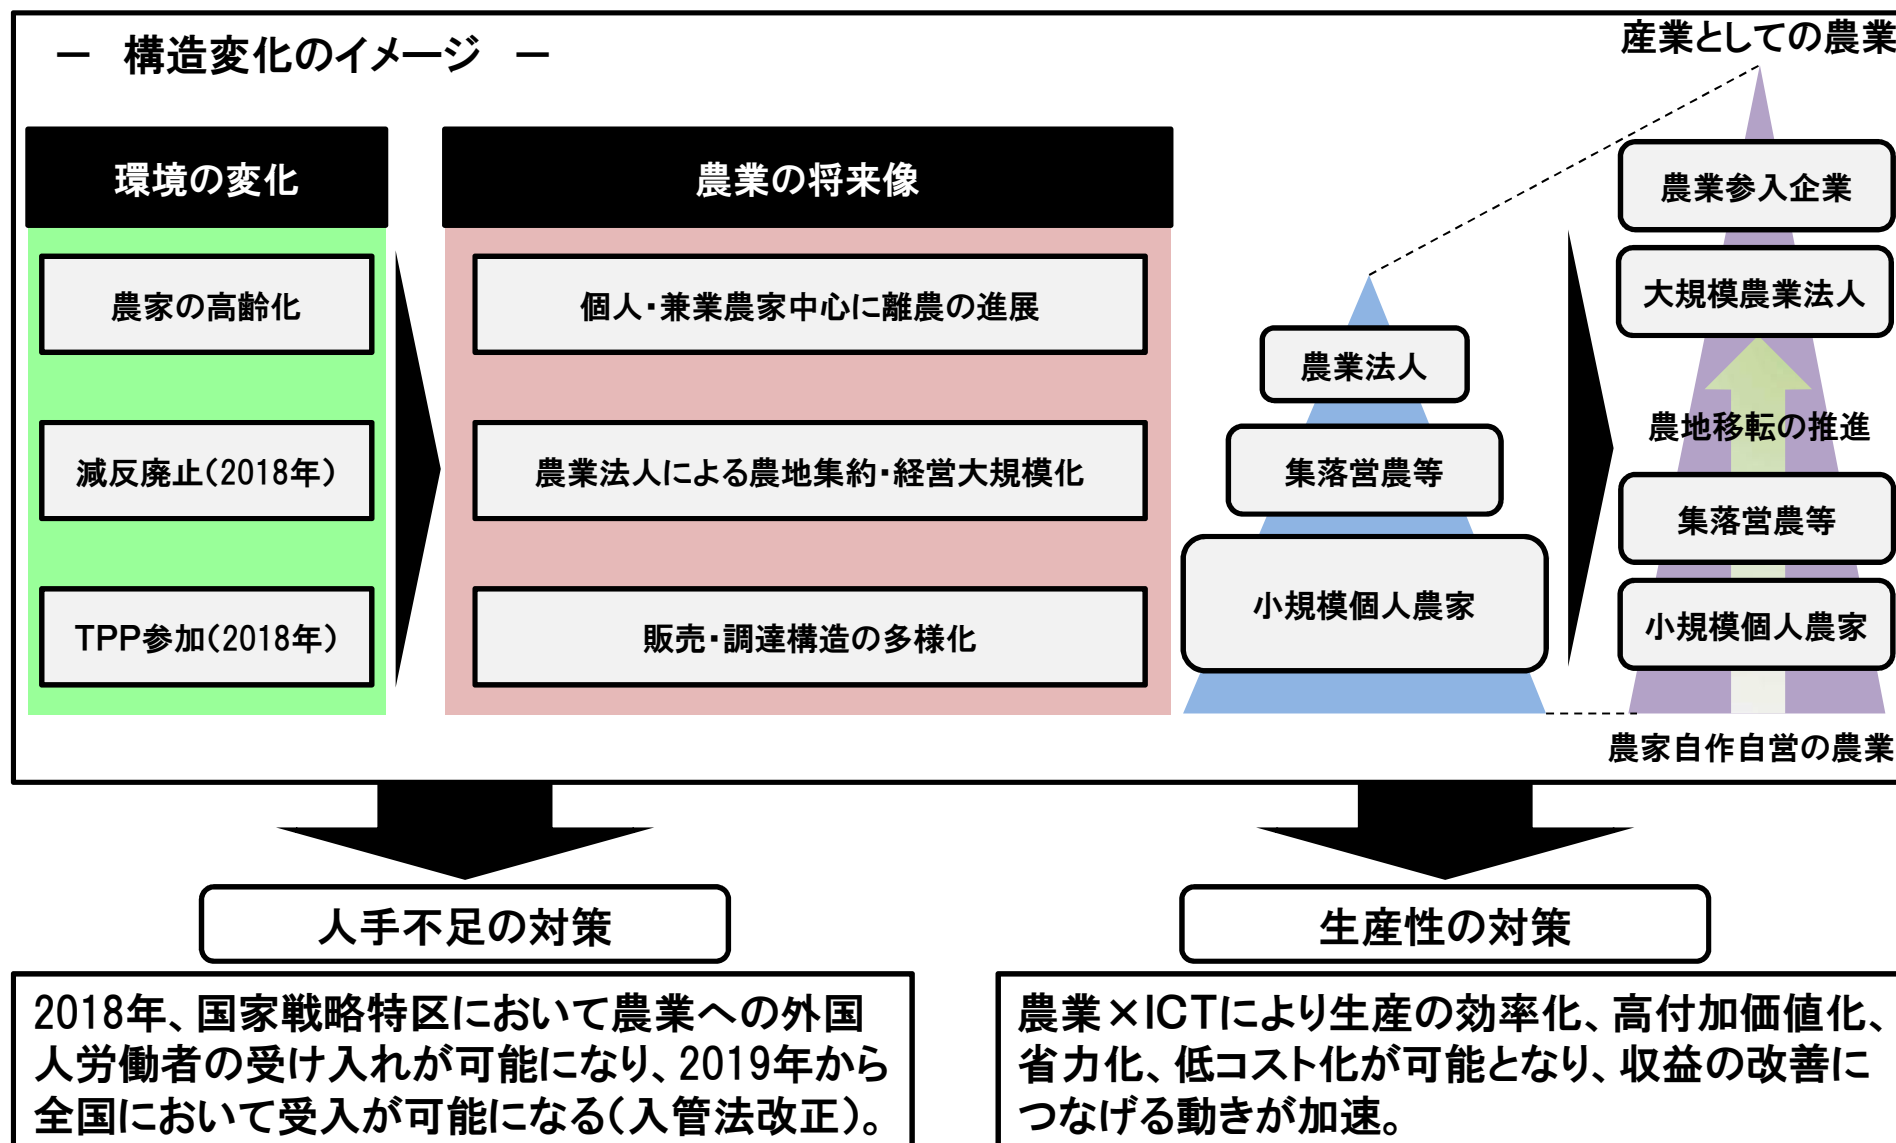 － 構造変化のイメージ －
環境の変化
農家の高齢化
減反廃止（2018年）
TPP参加（2018年）
農業の将来像
個人・兼業農家中心に離農の進展
農業法人による農地集約・経営大規模化
販売・調達構造の多様化
農業法人
集落営農等
小規模個人農家
産業としての農業
農業参入企業
大規模農業法人
農地移転の推進
集落営農等
小規模個人農家
農家自作自営の農業
人手不足の対策
2018年、国家戦略特区において農業への外国
人労働者の受け入れが可能になり、2019年から
全国において受入が可能になる（入管法改正）。
生産性の対策
農業×ICTにより生産の効率化、高付加価値化、
省力化、低コスト化が可能となり、収益の改善に
つなげる動きが加速。